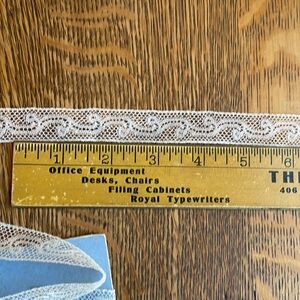 1 2 3 4 5 6
Office Equipment TH
Desks, Chairs 406
Filing Cabinets
Royal Typewriters